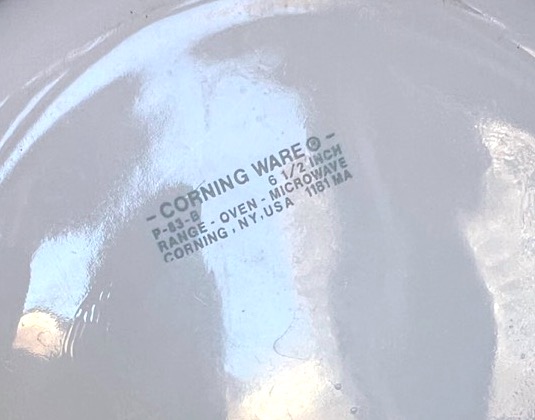 - CORNING WARE ® -
P-83-B 6 1/2 INCH
RANGE - OVEN - MICROWAVE
CORNING, NY, USA 1181 MA